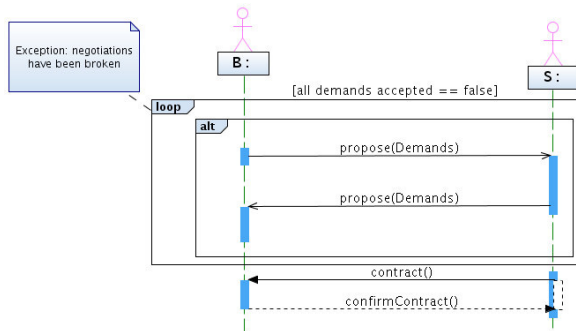 Exception: negotiations
have been broken
B :
S :
[all demands accepted == false]
loop
alt
propose(Demands)
propose(Demands)
contract()
confirmContract()